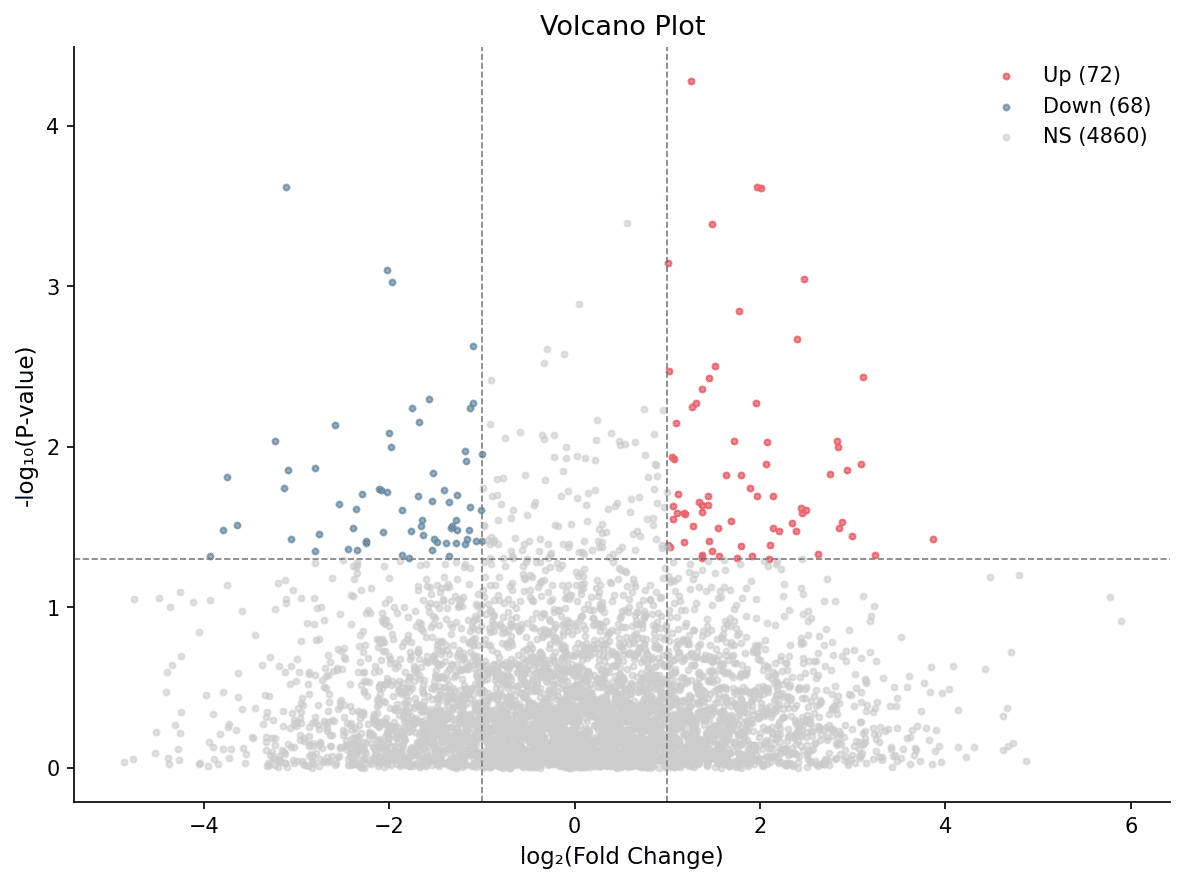 Volcano Plot
Up (72)
Down (68)
NS (4860)
-log₁₀(P-value)
4
3
2
1
0
−4
−2
0
2
4
6
log₂(Fold Change)